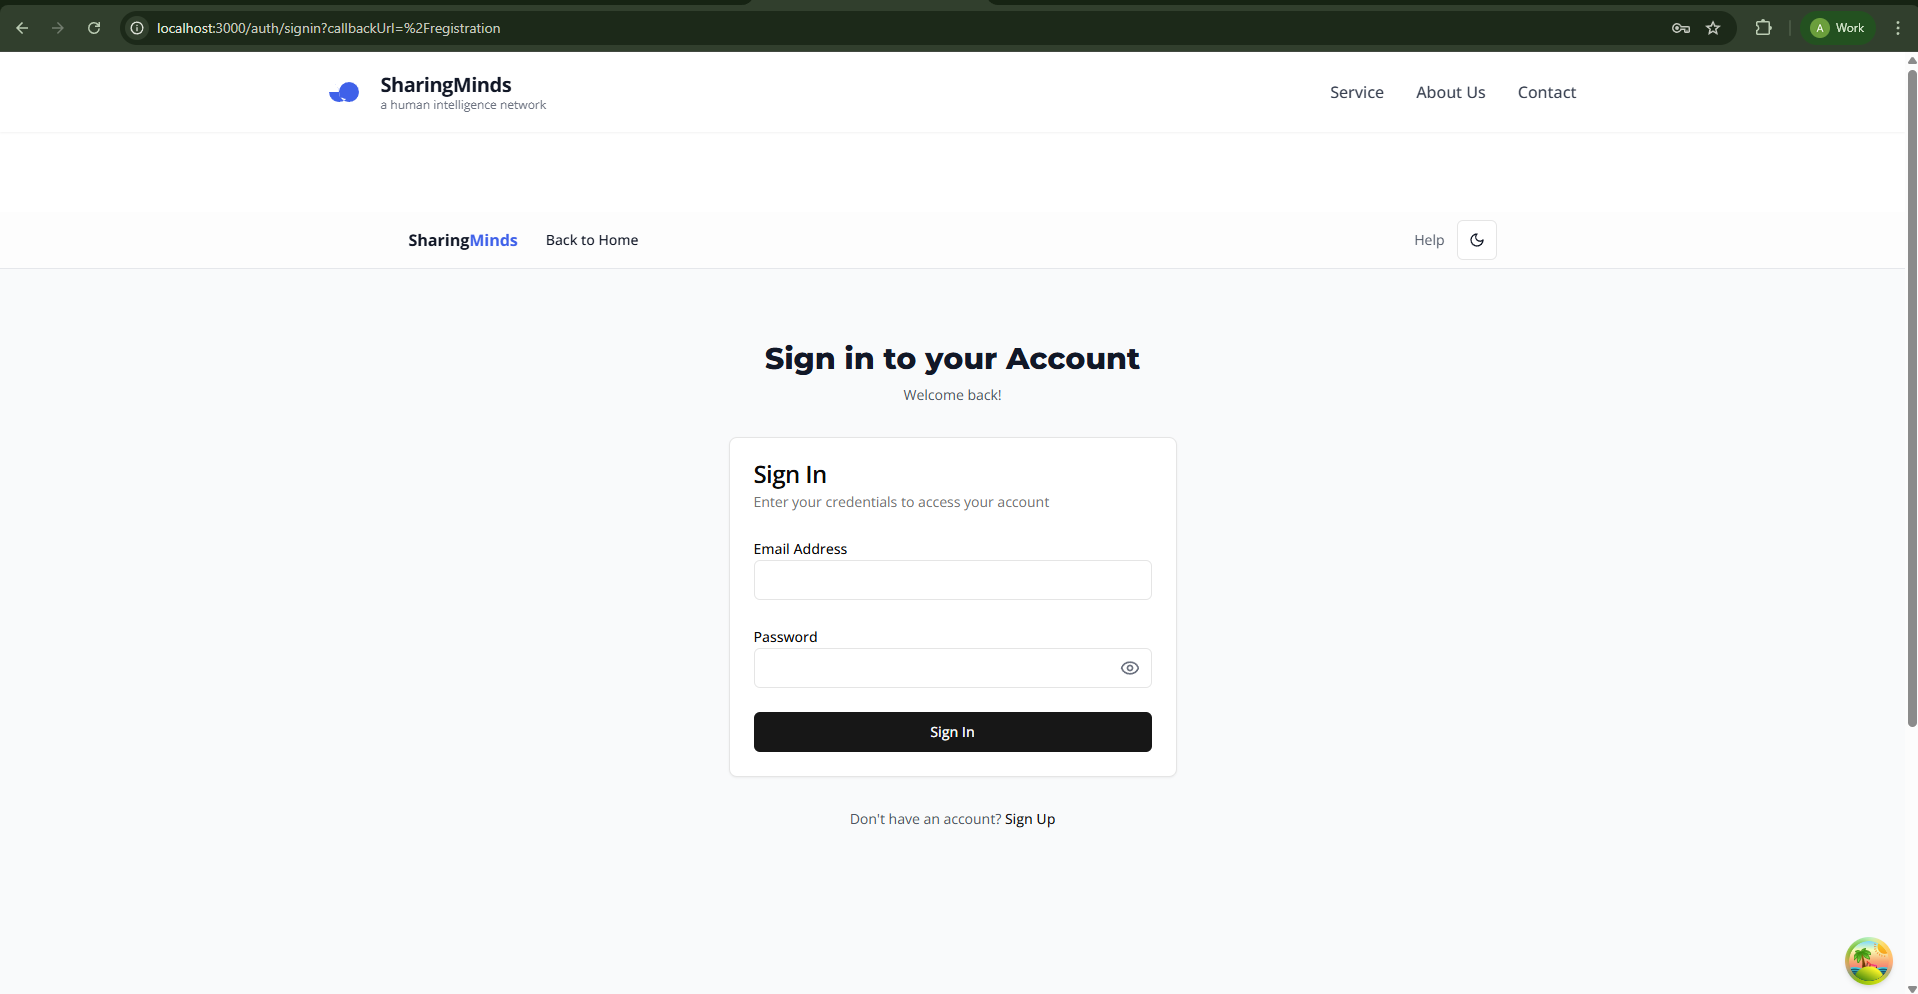 localhost:3000/auth/signin?callbackUrl=%2Fregistration
A Work
SharingMinds
a human intelligence network
Service About Us Contact
SharingMinds Back to Home Help
Sign in to your Account
Welcome back!
Sign In
Enter your credentials to access your account
Email Address
Password
Sign In
Don't have an account? Sign Up